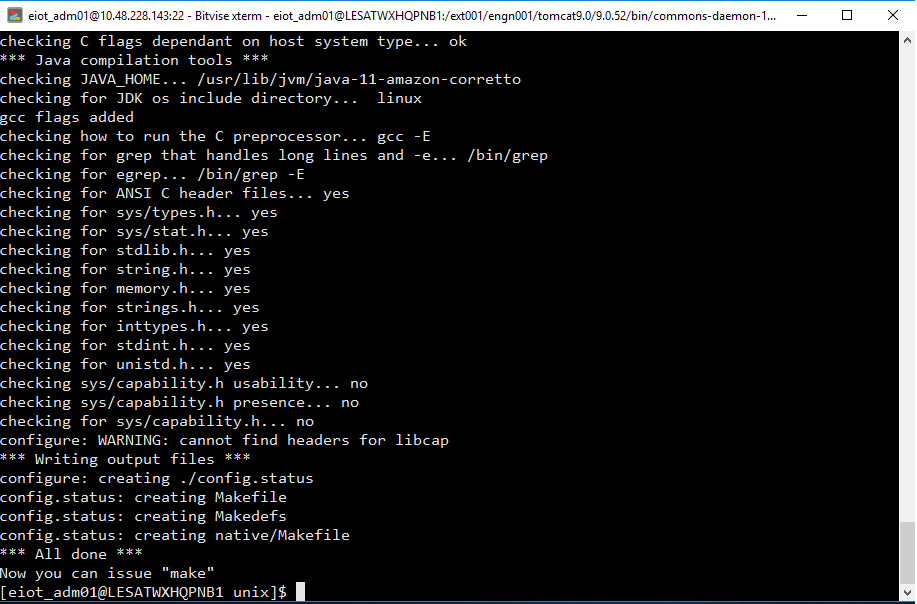 eiot_adm01@10.48.228.143:22 - Bitvise xterm - eiot_adm01@LESATWXHQPNB1:/ext001/engn001/tomcat9.0/9.0.52/bin/commons-daemon-1...
checking C flags dependant on host system type... ok
*** Java compilation tools ***
checking JAVA_HOME... /usr/lib/jvm/java-11-amazon-corretto
checking for JDK os include directory...  linux
gcc flags added
checking how to run the C preprocessor... gcc -E
checking for grep that handles long lines and -e... /bin/grep
checking for egrep... /bin/grep -E
checking for ANSI C header files... yes
checking for sys/types.h... yes
checking for sys/stat.h... yes
checking for stdlib.h... yes
checking for string.h... yes
checking for memory.h... yes
checking for strings.h... yes
checking for inttypes.h... yes
checking for stdint.h... yes
checking for unistd.h... yes
checking sys/capability.h usability... no
checking sys/capability.h presence... no
checking for sys/capability.h... no
configure: WARNING: cannot find headers for libcap
*** Writing output files ***
configure: creating ./config.status
config.status: creating Makefile
config.status: creating Makedefs
config.status: creating native/Makefile
*** All done ***
Now you can issue "make"
[eiot_adm01@LESATWXHQPNB1 unix]$